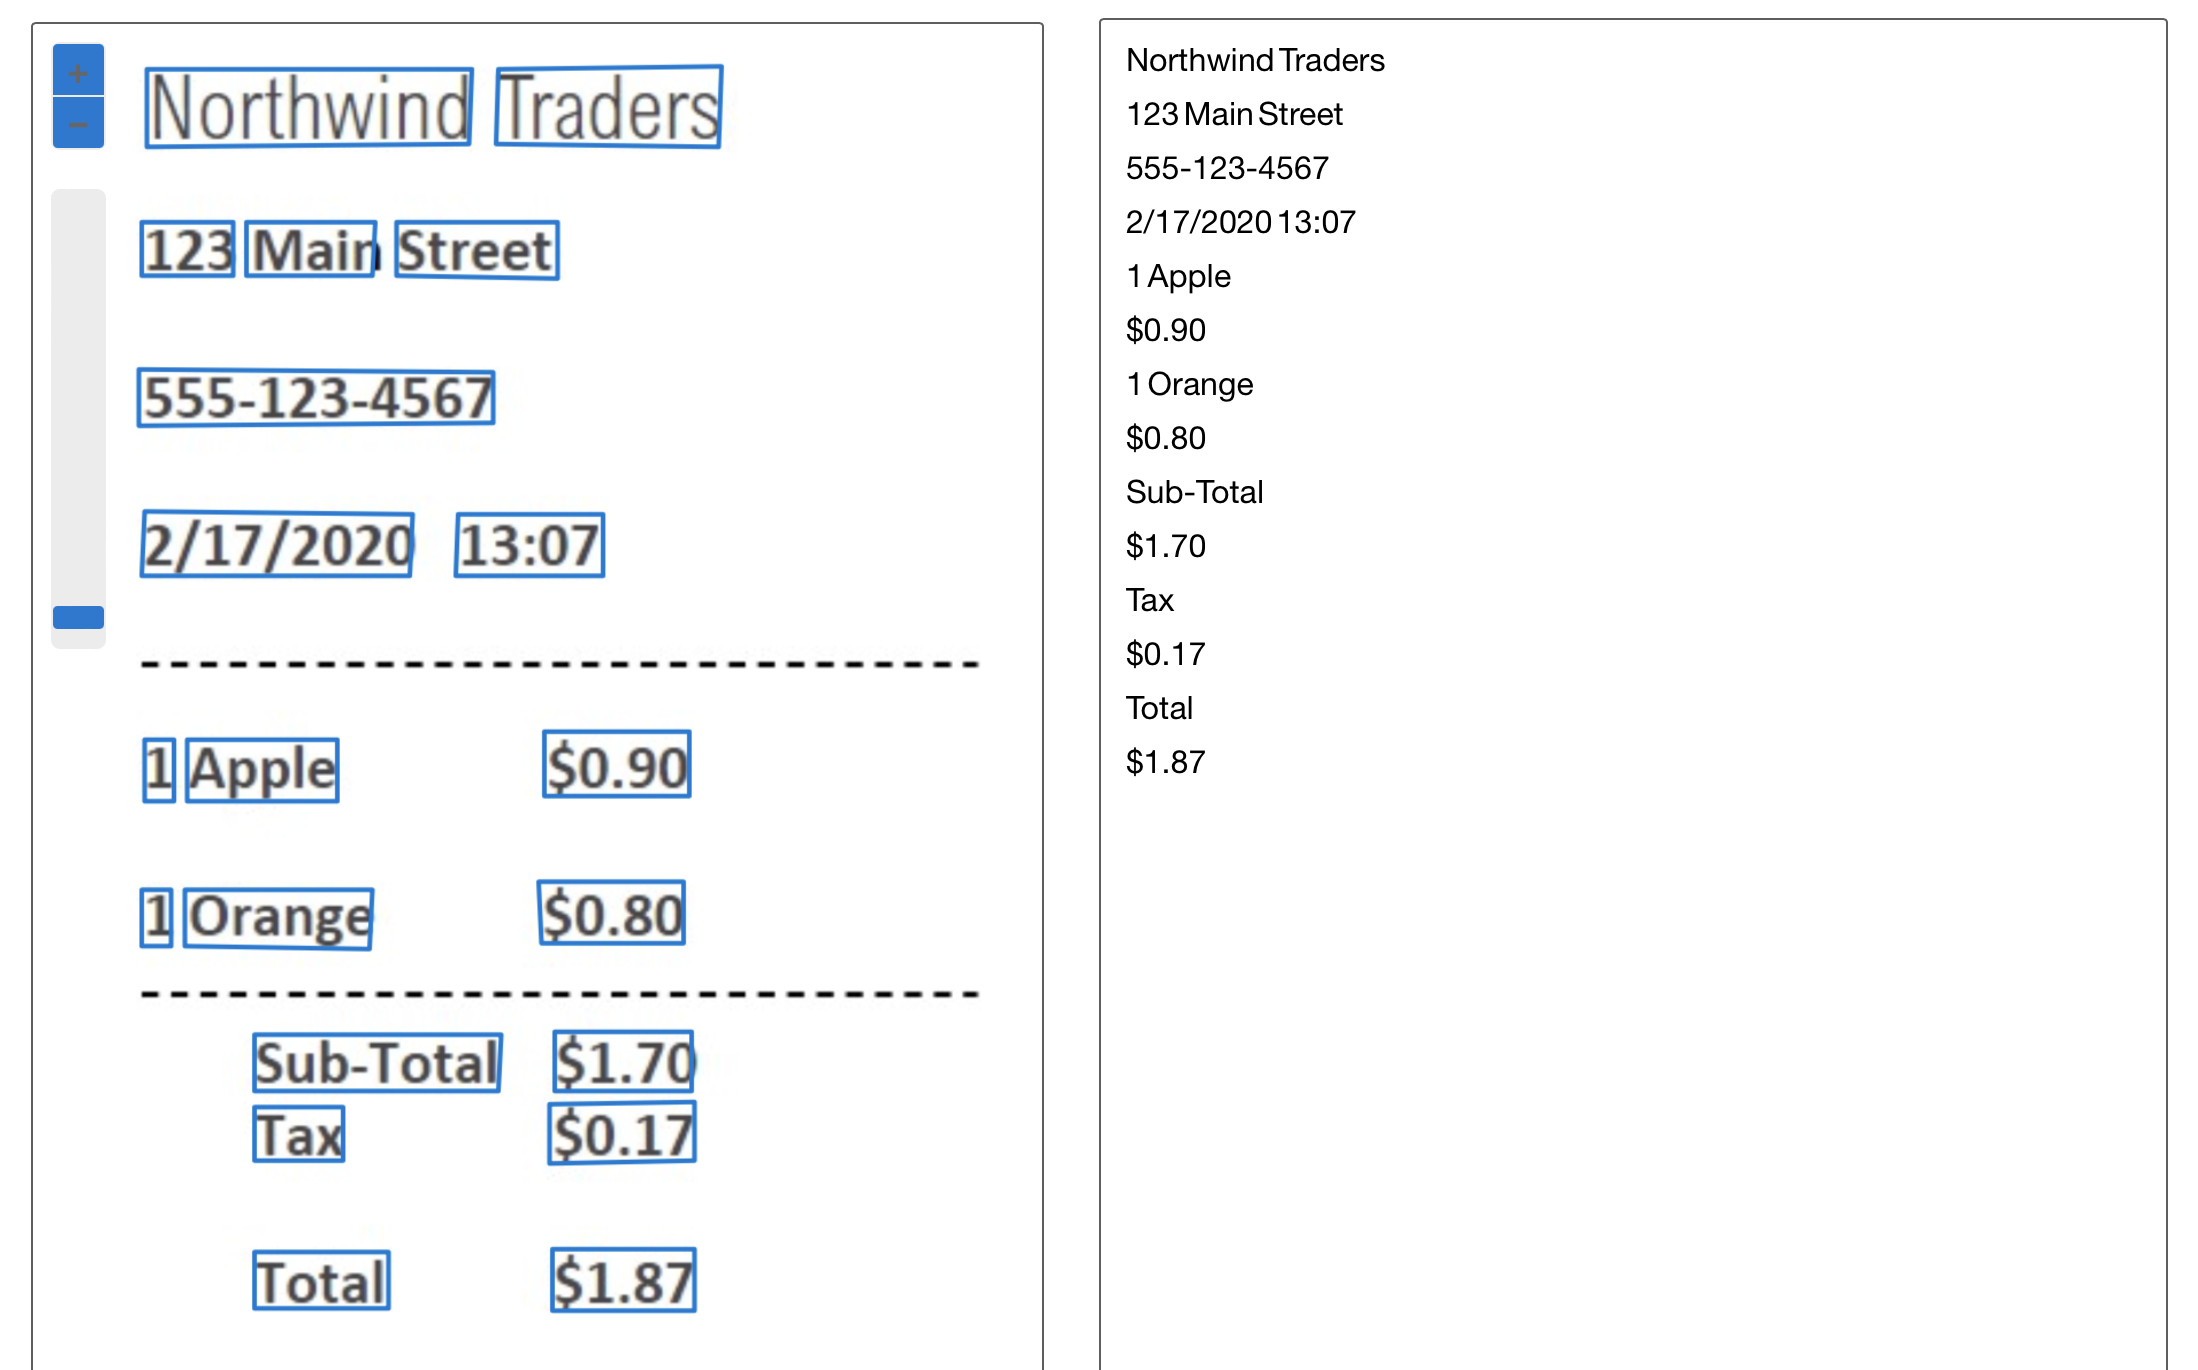 Northwind Traders
123 Main Street
555-123-4567
2/17/2020 13:07
--------------------------------
1 Apple $0.90
1 Orange $0.80
--------------------------------
Sub-Total $1.70
Tax $0.17
Total $1.87
Northwind Traders
123 Main Street
555-123-4567
2/17/2020 13:07
1 Apple
$0.90
1 Orange
$0.80
Sub-Total
$1.70
Tax
$0.17
Total
$1.87